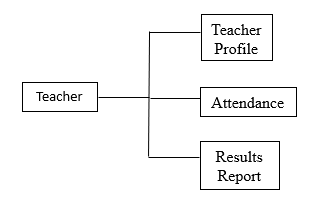 Teacher
Profile
Teacher
Attendance
Results
Report